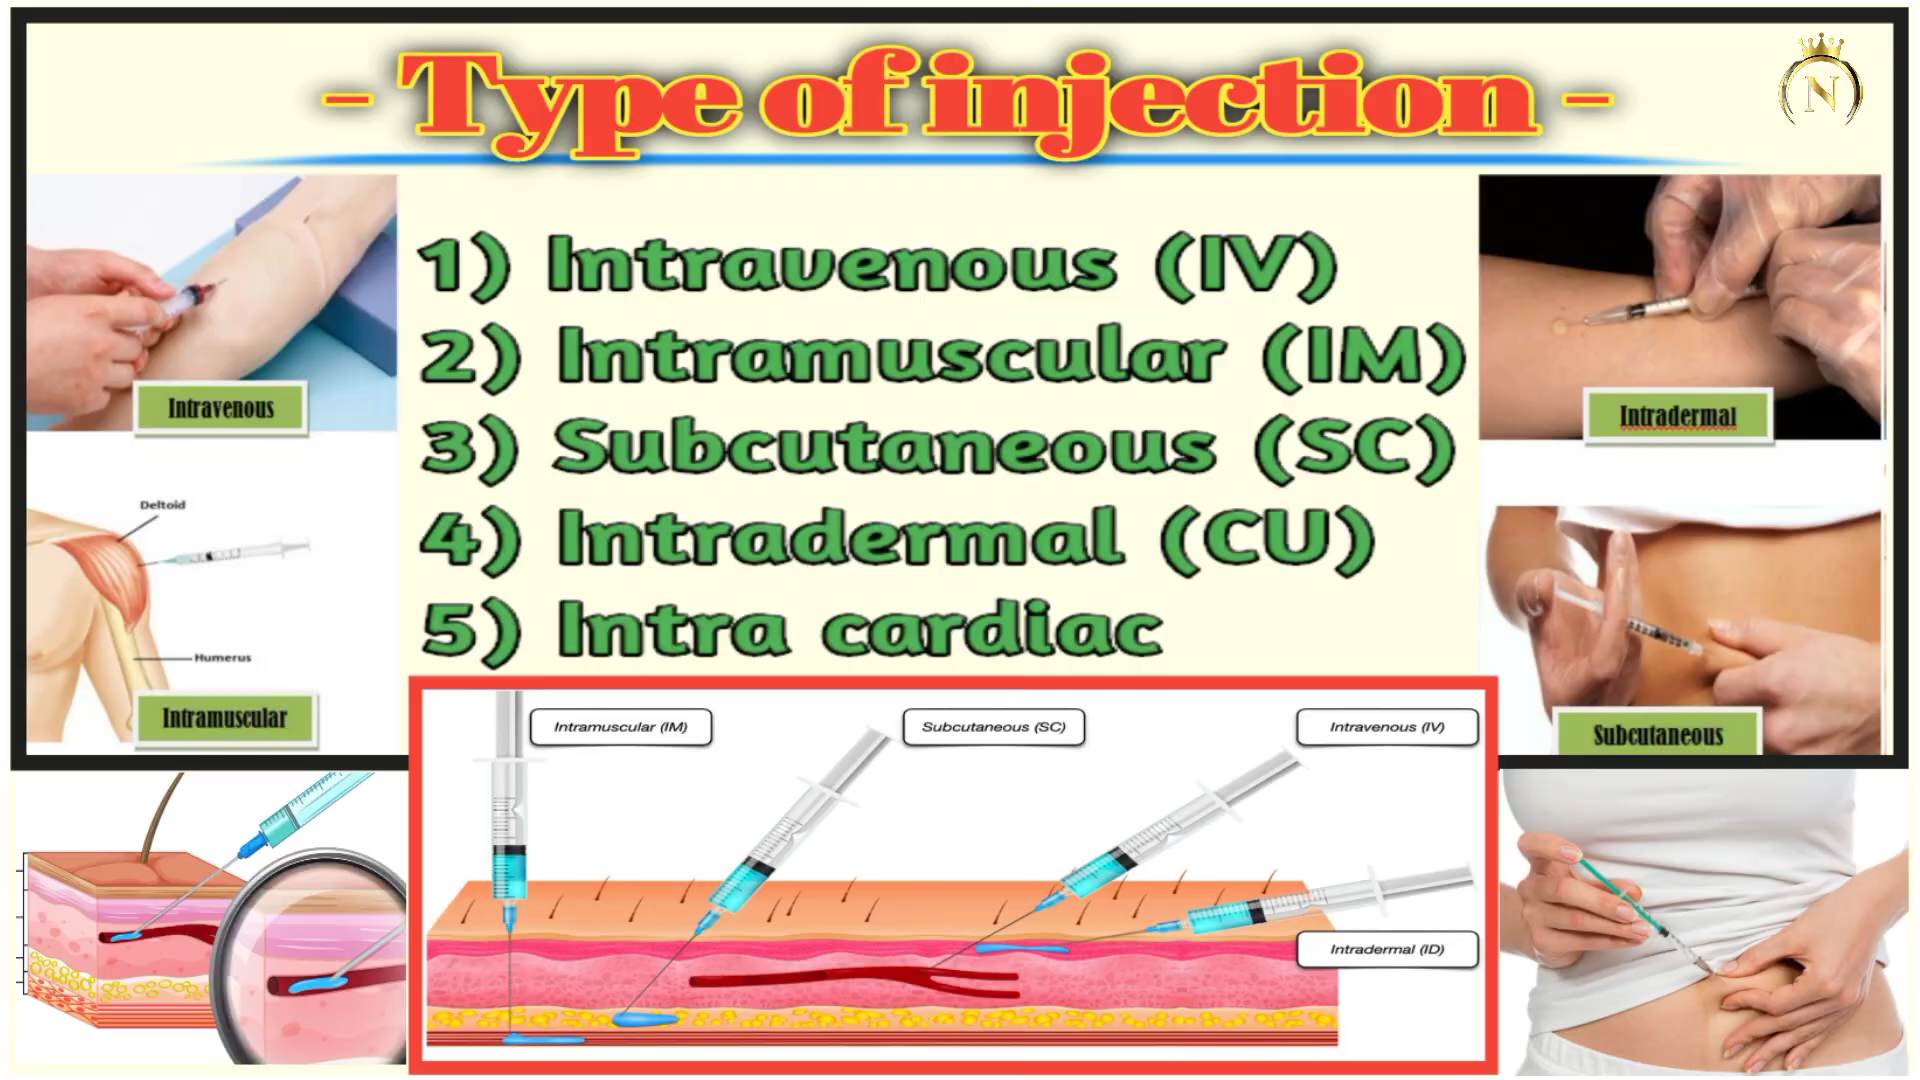 - Type of injection -
N
1) Intravenous (IV)
2) Intramuscular (IM)
3) Subcutaneous (SC)
4) Intradermal (CU)
5) Intra cardiac
Intravenous
Deltoid
Humerus
Intramuscular
Intradermal
Subcutaneous
Intramuscular (IM)
Subcutaneous (SC)
Intravenous (IV)
Intradermal (ID)